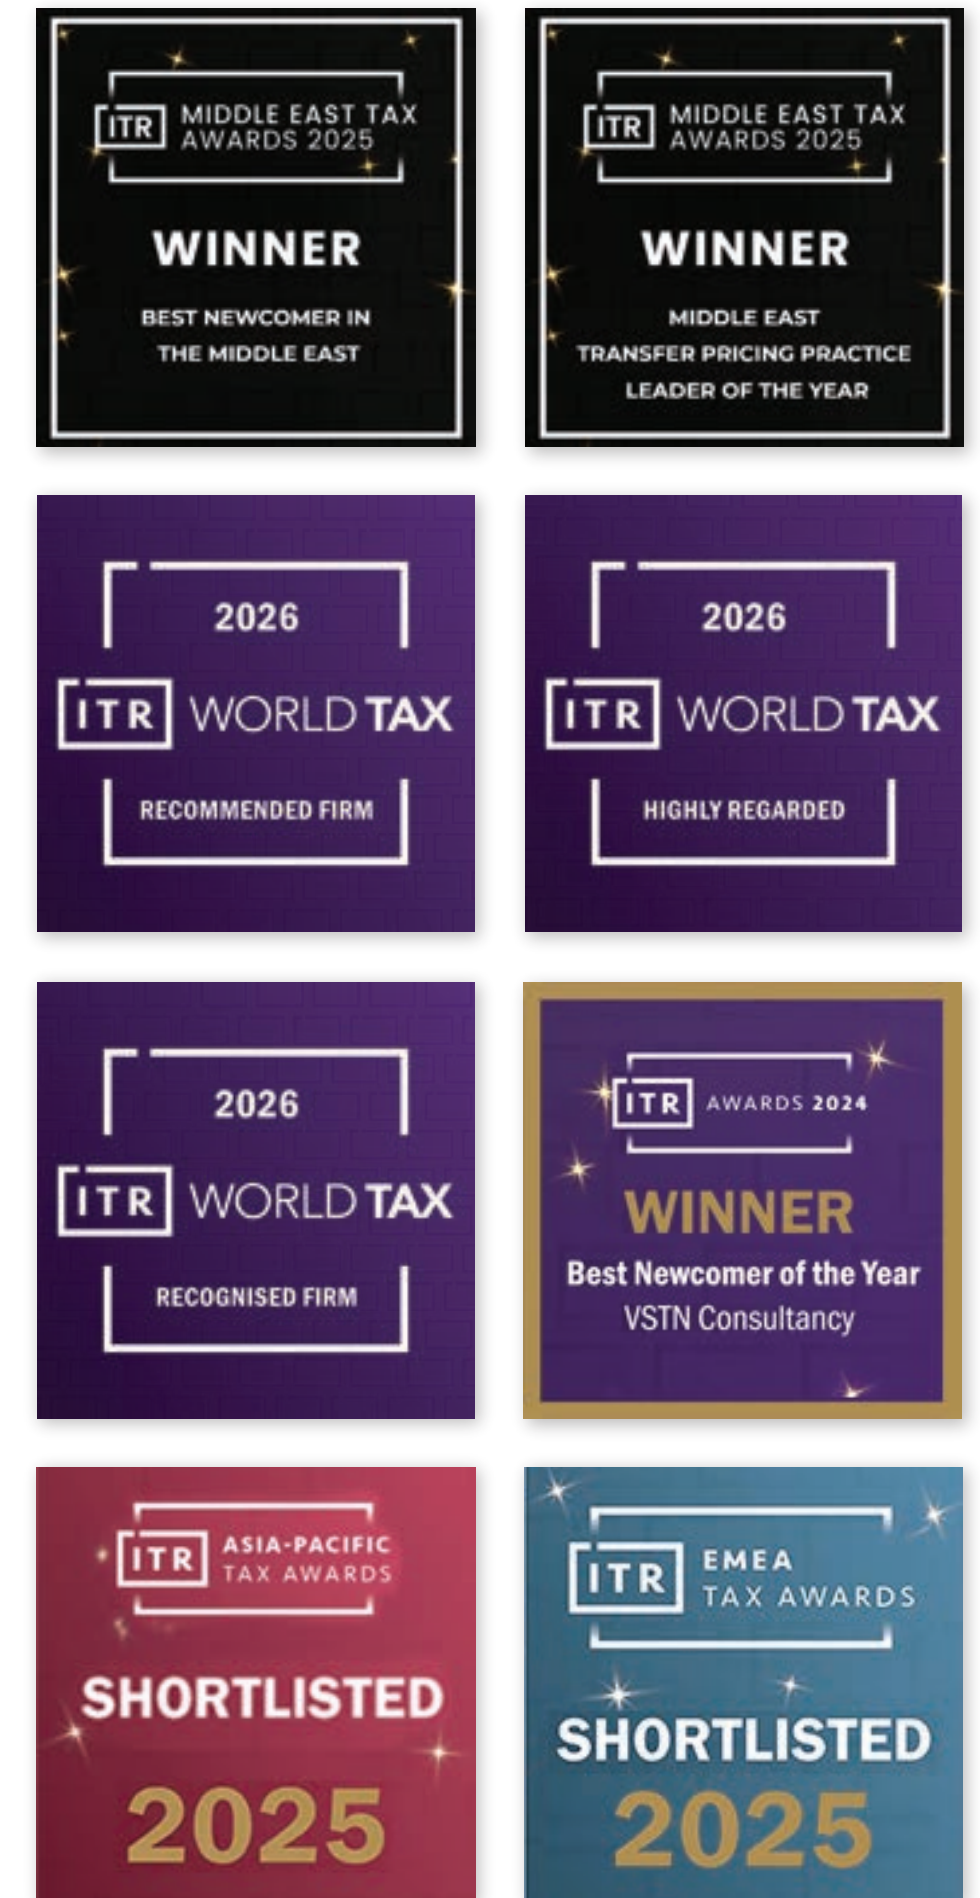 ITR MIDDLE EAST TAX
AWARDS 2025
WINNER
BEST NEWCOMER IN
THE MIDDLE EAST
ITR MIDDLE EAST TAX
AWARDS 2025
WINNER
MIDDLE EAST
TRANSFER PRICING PRACTICE
LEADER OF THE YEAR
2026
ITR WORLD TAX
RECOMMENDED FIRM
2026
ITR WORLD TAX
HIGHLY REGARDED
2026
ITR WORLD TAX
RECOGNISED FIRM
ITR AWARDS 2024
WINNER
Best Newcomer of the Year
VSTN Consultancy
ITR ASIA-PACIFIC
TAX AWARDS
SHORTLISTED
2025
ITR EMEA
TAX AWARDS
SHORTLISTED
2025